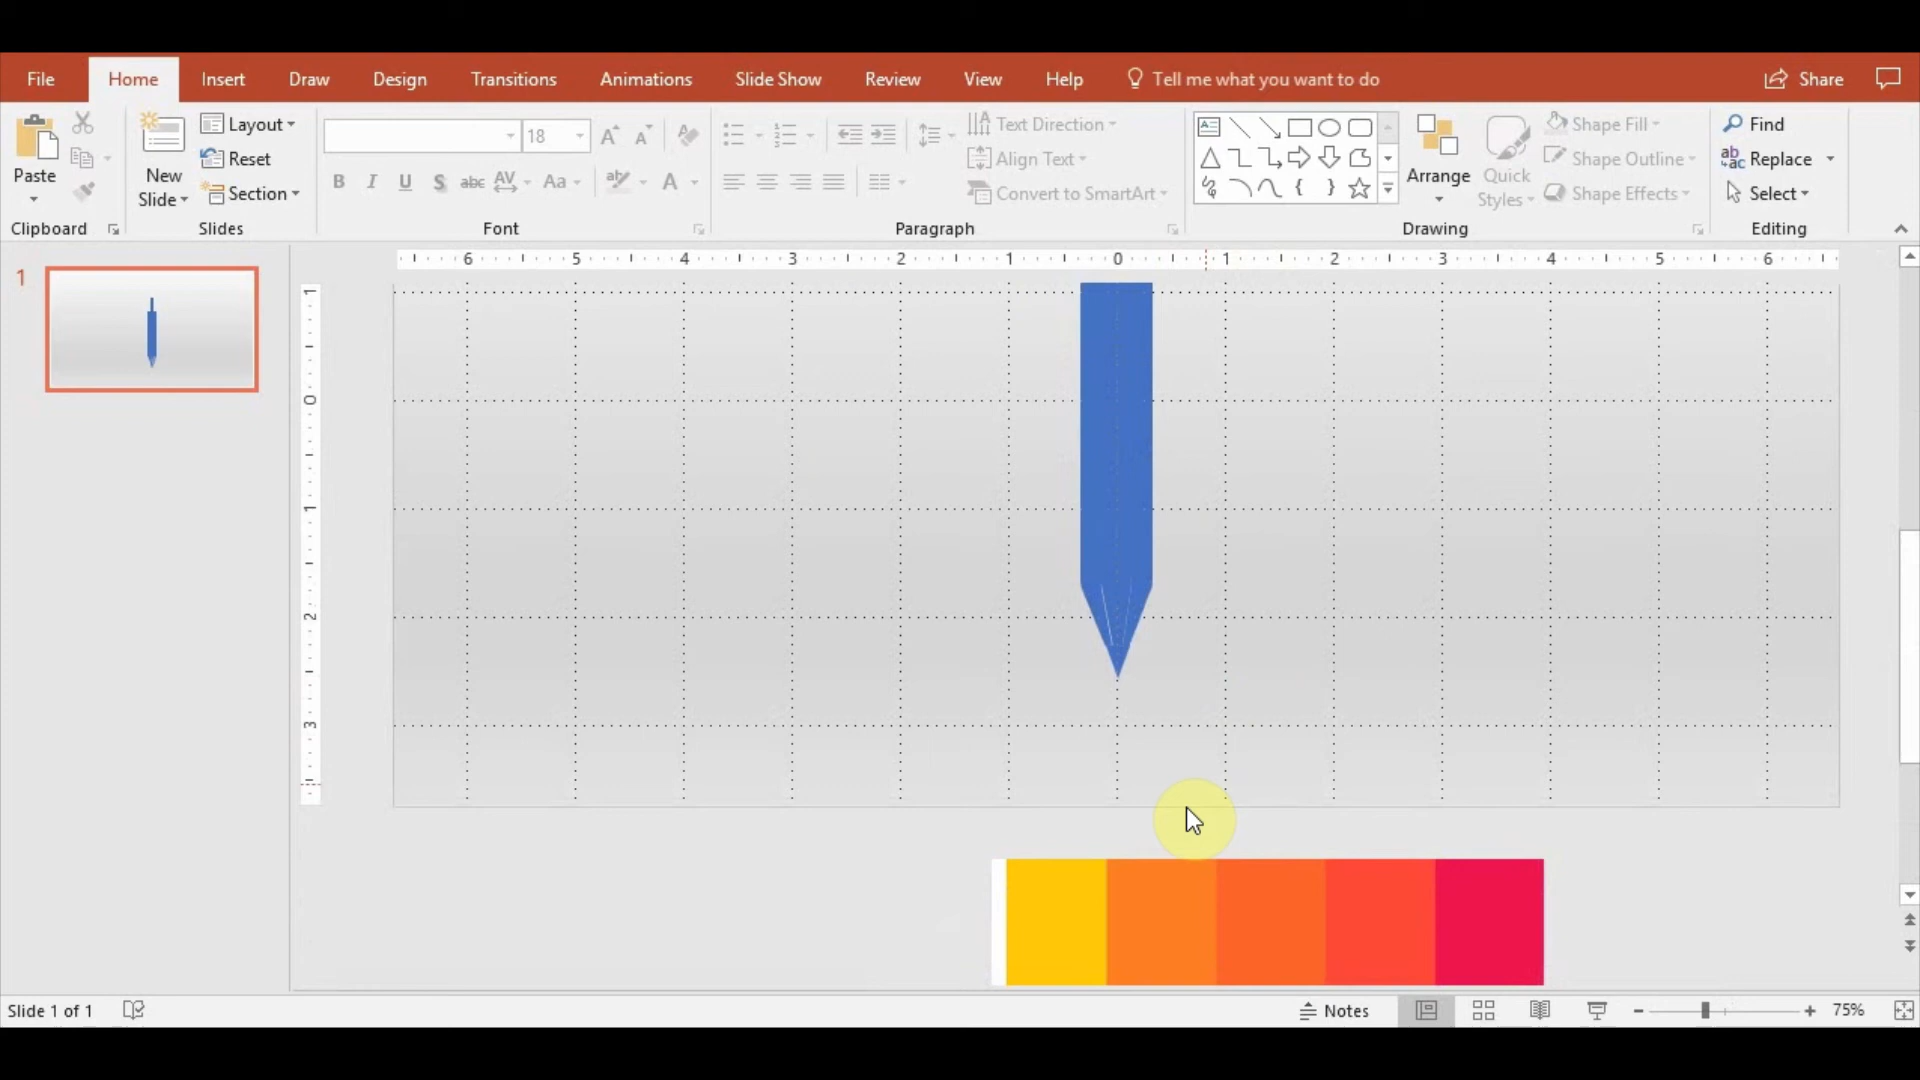 File Home Insert Draw Design Transitions Animations Slide Show Review View Help Tell me what you want to do Share
Paste
New
Slide
Layout
Reset
Section
18
B I U S abc AV Aa A
Text Direction
Align Text
Convert to SmartArt
Arrange
Quick
Styles
Shape Fill
Shape Outline
Shape Effects
Find
Replace
Select
Clipboard Slides Font Paragraph Drawing Editing
6 5 4 3 2 1 0 1 2 3 4 5 6
1
1
0
1
2
3
Slide 1 of 1 Notes 75%